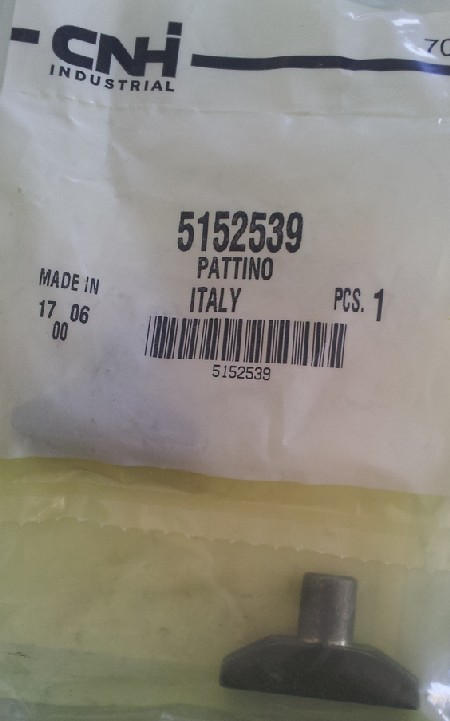 CNH
INDUSTRIAL
70
5152539
PATTINO
MADE IN ITALY PCS. 1
17 06
00
5152539